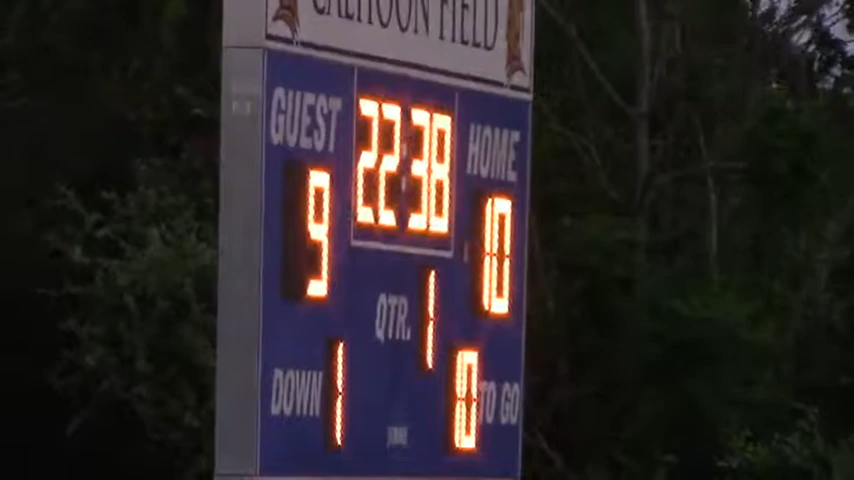 CALHOUN FIELD
GUEST 22:38 HOME
9 10
QTR. 1
DOWN 1 10 TO GO